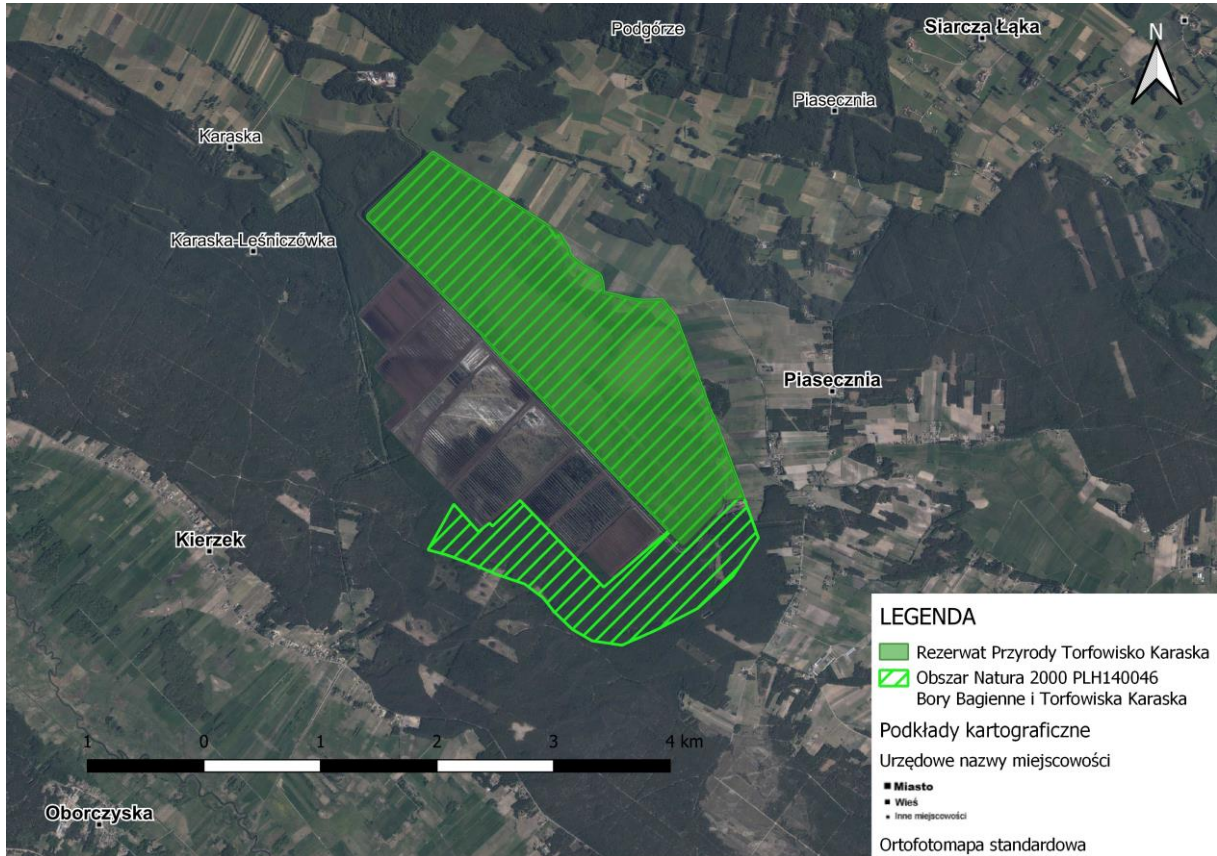 Podgórze
Siarcza Łąka
N
Piasecznia
Karaska
Karaska-Leśniczówka
Piasecznia
Kierzek
1 0 1 2 3 4 km
Oborczyska
LEGENDA
Rezerwat Przyrody Torfowisko Karaska
Obszar Natura 2000 PLH140046
Bory Bagienne i Torfowiska Karaska
Podkłady kartograficzne
Urzędowe nazwy miejscowości
Miasto
Wieś
Inne miejscowości
Ortofotomapa standardowa